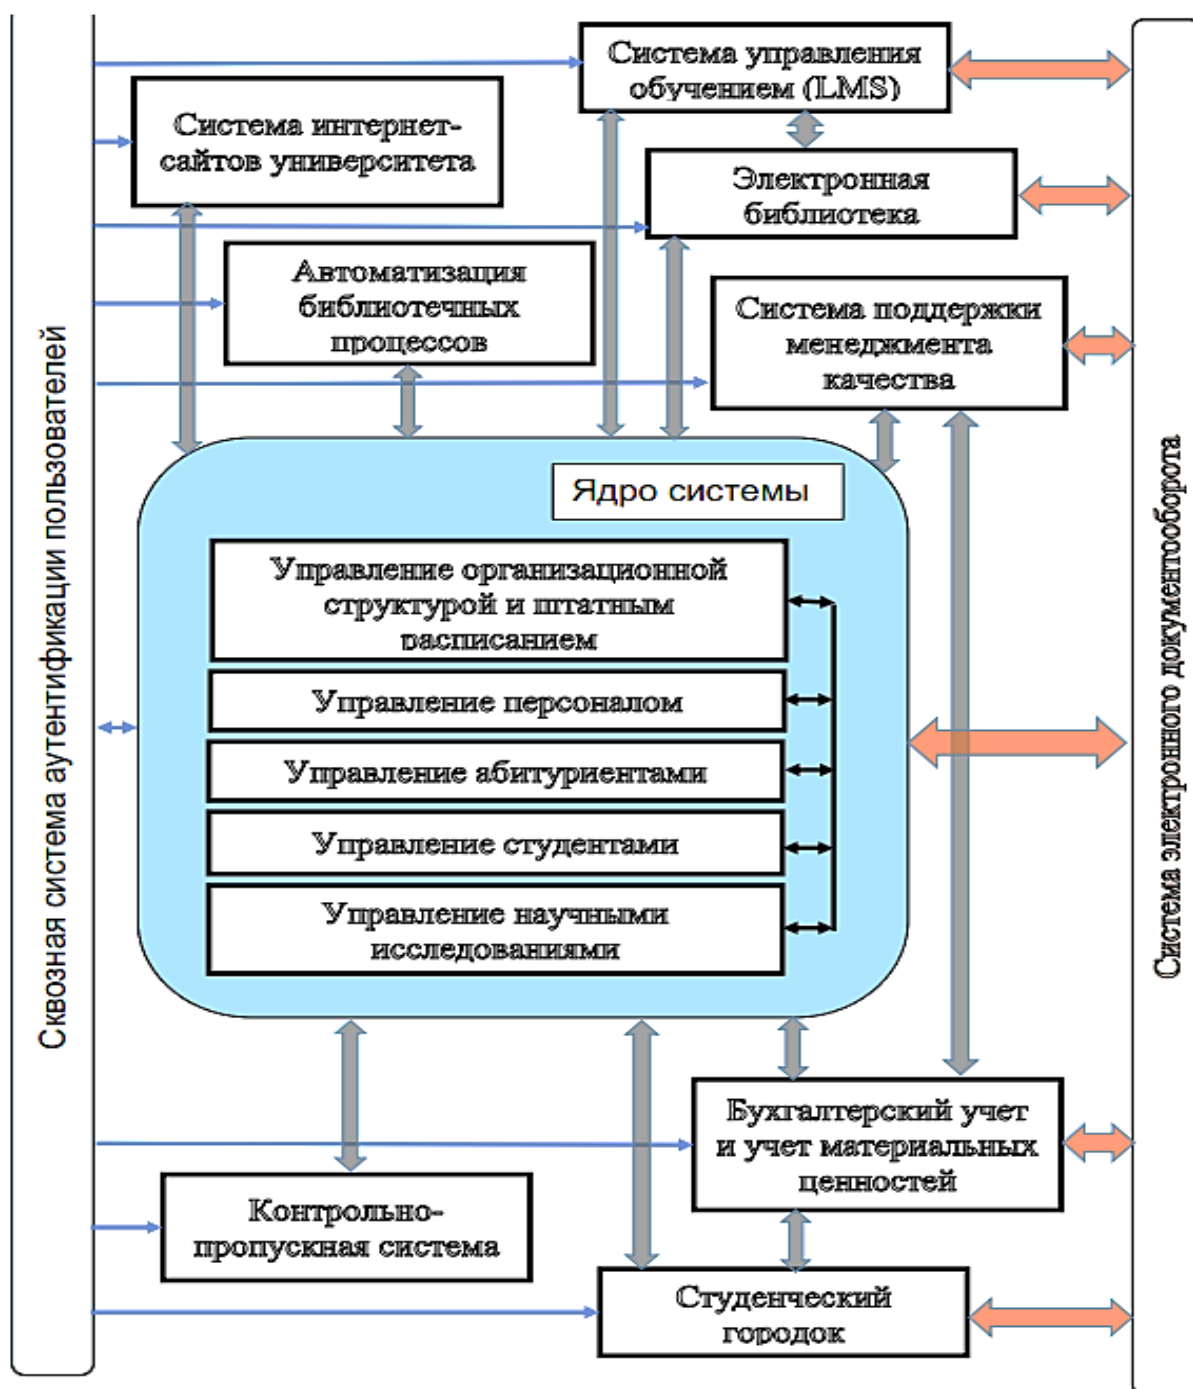 Сквозная система аутентификации пользователей
Система управления
обучением (LMS)
Система интернет-
сайтов университета
Электронная
библиотека
Автоматизация
библиотечных
процессов
Система поддержки
менеджмента
качества
Ядро системы
Управление организационной
структурой и штатным
расписанием
Управление персоналом
Управление абитуриентами
Управление студентами
Управление научными
исследованиями
Бухгалтерский учет
и учет материальных
ценностей
Контрольно-
пропускная система
Студенческий
городок
Система электронного документооборота